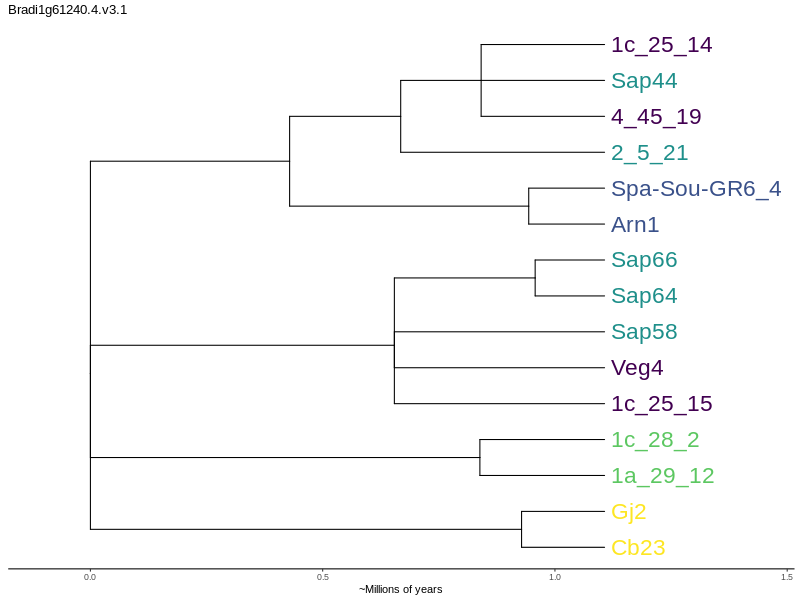 Bradi1g61240.4.v3.1
1c_25_14
Sap44
4_45_19
2_5_21
Spa-Sou-GR6_4
Arn1
Sap66
Sap64
Sap58
Veg4
1c_25_15
1c_28_2
1a_29_12
Gj2
Cb23
0.0 0.5 1.0 1.5
~Millions of years